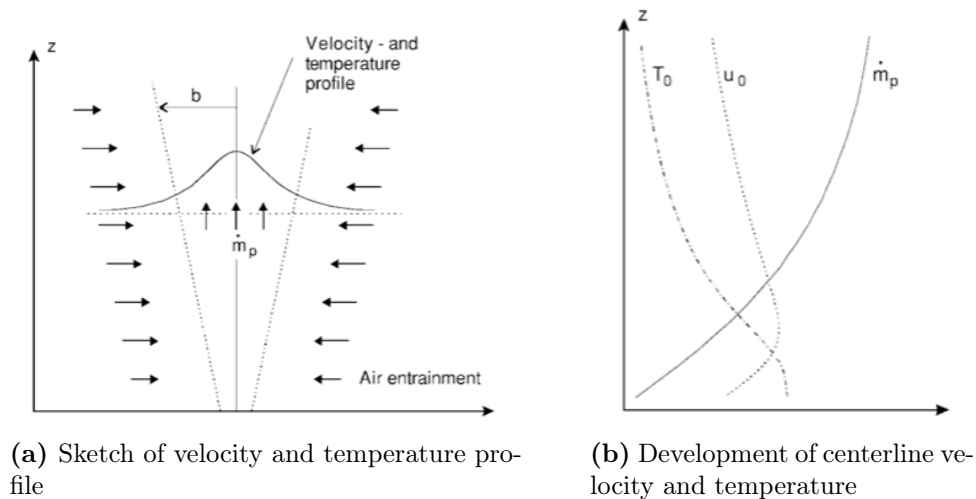 z
b
Velocity - and
temperature
profile
ṁp
Air entrainment
(a) Sketch of velocity and temperature pro-
file
z
T0
u0
ṁp
(b) Development of centerline ve-
locity and temperature